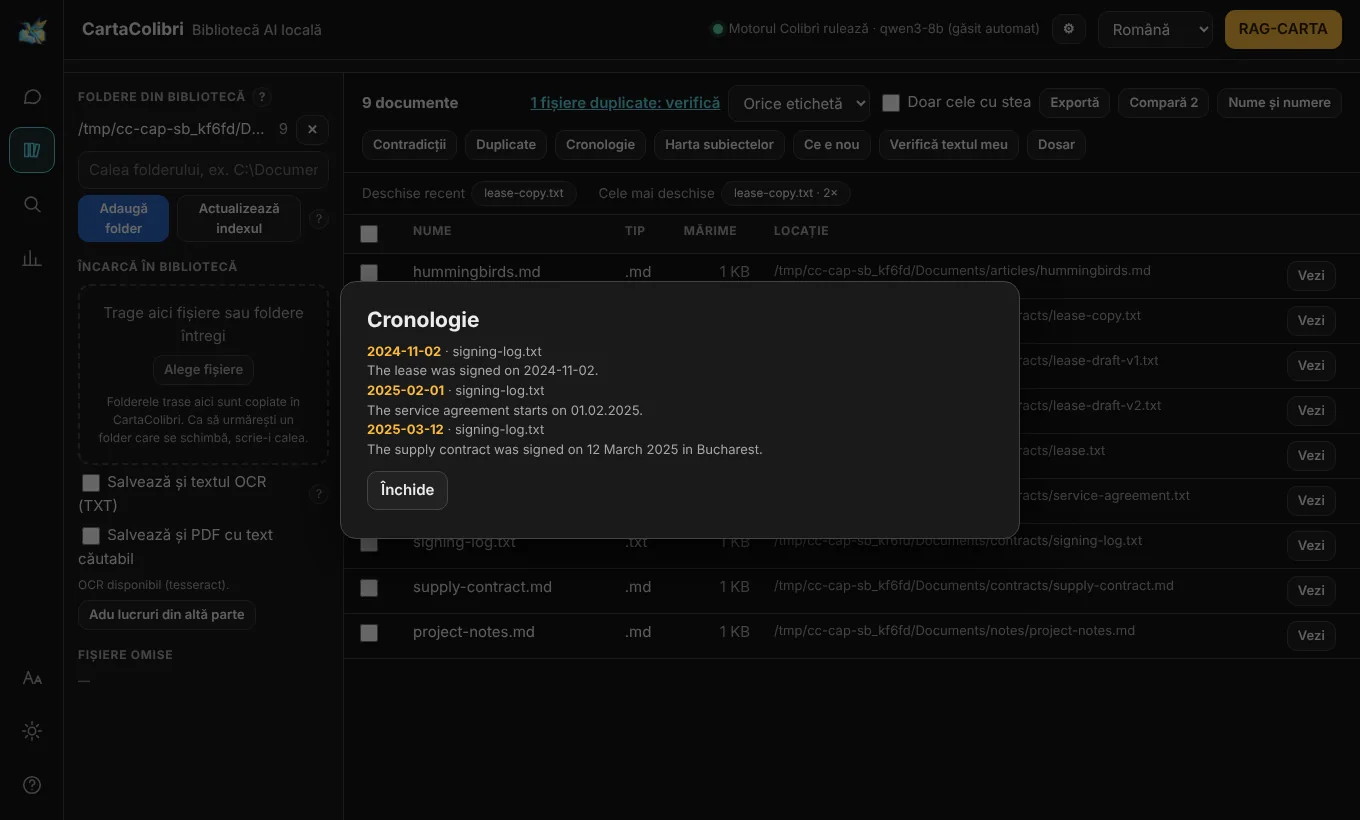 CartaColibri Bibliotecă AI locală
Motorul Colibri rulează · qwen3-8b (găsit automat)
Română
RAG-CARTA
FOLDERE DIN BIBLIOTECĂ ?
/tmp/cc-cap-sb_kf6fd/D... 9 ×
Calea folderului, ex. C:\Documen
Adaugă
folder
Actualizează
indexul
?
ÎNCARCĂ ÎN BIBLIOTECĂ
Trage aici fișiere sau foldere
întregi
Alege fișiere
Folderele trase aici sunt copiate în
CartaColibri. Ca să urmărești un
folder care se schimbă, scrie-i calea.
Salvează și textul OCR
(TXT)
?
Salvează și PDF cu text
căutabil
OCR disponibil (tesseract).
Adu lucruri din altă parte
FIȘIERE OMISE
—
AA
9 documente
1 fișiere duplicate: verifică
Orice etichetă
Doar cele cu stea
Exportă
Compară 2
Nume și numere
Contradicții
Duplicate
Cronologie
Harta subiectelor
Ce e nou
Verifică textul meu
Dosar
Deschise recent lease-copy.txt Cele mai deschise lease-copy.txt · 2×
NUME TIP MĂRIME LOCAȚIE
hummingbirds.md .md 1 KB /tmp/cc-cap-sb_kf6fd/Documents/articles/hummingbirds.md Vezi
racts/lease-copy.txt Vezi
racts/lease-draft-v1.txt Vezi
racts/lease-draft-v2.txt Vezi
racts/lease.txt Vezi
racts/service-agreement.txt Vezi
signing-log.txt .txt 1 KB /tmp/cc-cap-sb_kf6fd/Documents/contracts/signing-log.txt Vezi
supply-contract.md .md 1 KB /tmp/cc-cap-sb_kf6fd/Documents/contracts/supply-contract.md Vezi
project-notes.md .md 1 KB /tmp/cc-cap-sb_kf6fd/Documents/notes/project-notes.md Vezi
Cronologie
2024-11-02 · signing-log.txt
The lease was signed on 2024-11-02.
2025-02-01 · signing-log.txt
The service agreement starts on 01.02.2025.
2025-03-12 · signing-log.txt
The supply contract was signed on 12 March 2025 in Bucharest.
Închide